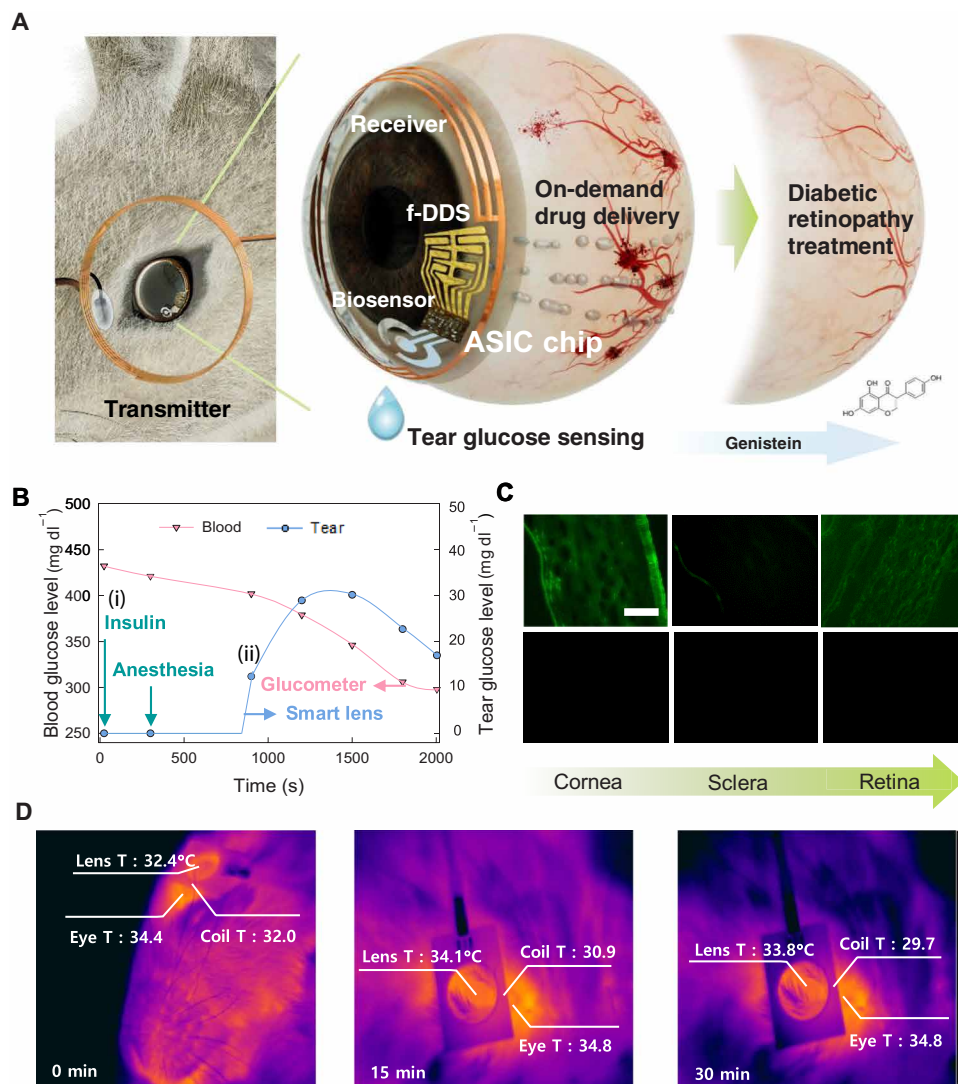 A
Receiver
f-DDS
On-demand
drug delivery
Diabetic
retinopathy
treatment
Biosensor
ASIC chip
Transmitter
Tear glucose sensing
Genistein
OH
O
OH
HO
O
B
Blood glucose level (mg dl⁻¹)
500
450
400
350
300
250
Blood
Tear
(i)
Insulin
Anesthesia
(ii)
Glucometer
Smart lens
50
40
30
20
10
0
Tear glucose level (mg dl⁻¹)
0
500
1000
1500
2000
Time (s)
C
Cornea
Sclera
Retina
D
Lens T : 32.4°C
Eye T : 34.4
Coil T : 32.0
0 min
Lens T : 34.1°C
Coil T : 30.9
Eye T : 34.8
15 min
Lens T : 33.8°C
Coil T : 29.7
Eye T : 34.8
30 min